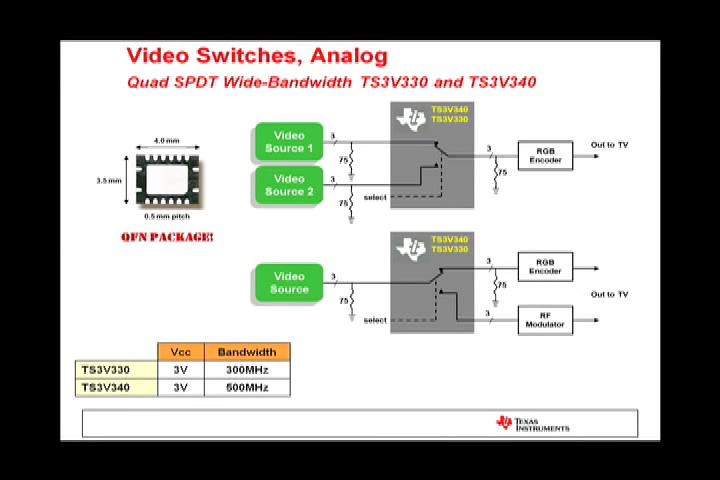 Video Switches, Analog
Quad SPDT Wide-Bandwidth TS3V330 and TS3V340
4.0 mm
3.5 mm
0.5 mm pitch
QFN PACKAGE!
Video
Source 1
Video
Source 2
3
75
3
75
select
TS3V340
TS3V330
3
75
RGB
Encoder
Out to TV
Video
Source
3
75
select
TS3V340
TS3V330
3
75
RGB
Encoder
Out to TV
3
RF
Modulator
Vcc Bandwidth
TS3V330 3V 300MHz
TS3V340 3V 500MHz
TEXAS
INSTRUMENTS